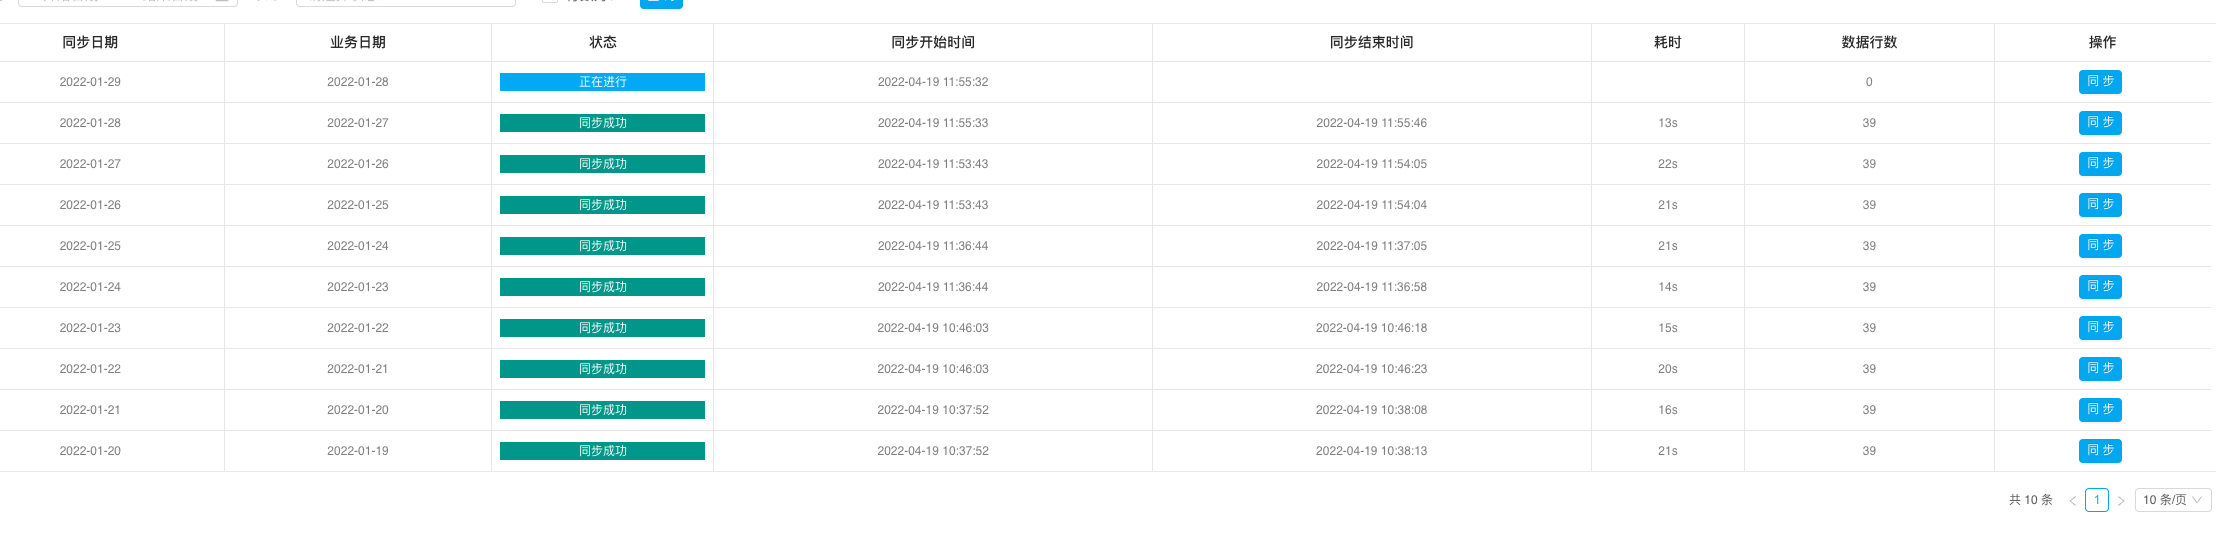 同步日期 业务日期 状态 同步开始时间 同步结束时间 耗时 数据行数 操作
2022-01-29 2022-01-28 正在进行 2022-04-19 11:55:32 0 同 步
2022-01-28 2022-01-27 同步成功 2022-04-19 11:55:33 2022-04-19 11:55:46 13s 39 同 步
2022-01-27 2022-01-26 同步成功 2022-04-19 11:53:43 2022-04-19 11:54:05 22s 39 同 步
2022-01-26 2022-01-25 同步成功 2022-04-19 11:53:43 2022-04-19 11:54:04 21s 39 同 步
2022-01-25 2022-01-24 同步成功 2022-04-19 11:36:44 2022-04-19 11:37:05 21s 39 同 步
2022-01-24 2022-01-23 同步成功 2022-04-19 11:36:44 2022-04-19 11:36:58 14s 39 同 步
2022-01-23 2022-01-22 同步成功 2022-04-19 10:46:03 2022-04-19 10:46:18 15s 39 同 步
2022-01-22 2022-01-21 同步成功 2022-04-19 10:46:03 2022-04-19 10:46:23 20s 39 同 步
2022-01-21 2022-01-20 同步成功 2022-04-19 10:37:52 2022-04-19 10:38:08 16s 39 同 步
2022-01-20 2022-01-19 同步成功 2022-04-19 10:37:52 2022-04-19 10:38:13 21s 39 同 步
共 10 条 < 1 > 10 条/页